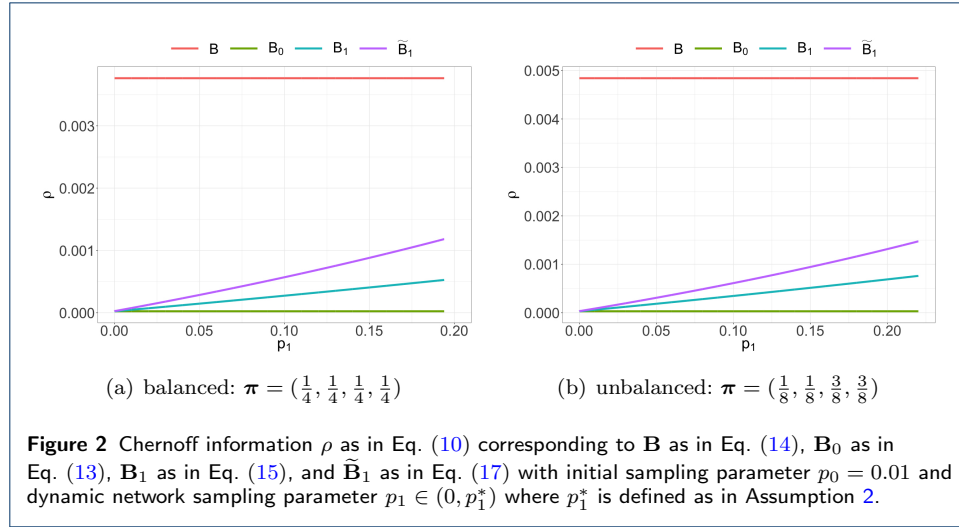 B B₀ B₁ B̃₁
0.003
0.002
0.001
0.000
ρ
0.00 0.05 0.10 0.15 0.20
p₁
(a) balanced: π = (1/4, 1/4, 1/4, 1/4)
B B₀ B₁ B̃₁
0.005
0.004
0.003
0.002
0.001
0.000
ρ
0.00 0.05 0.10 0.15 0.20
p₁
(b) unbalanced: π = (1/8, 1/8, 3/8, 3/8)
Figure 2 Chernoff information ρ as in Eq. (10) corresponding to B as in Eq. (14), B₀ as in
Eq. (13), B₁ as in Eq. (15), and B̃₁ as in Eq. (17) with initial sampling parameter p₀ = 0.01 and
dynamic network sampling parameter p₁ ∈ (0, p₁*) where p₁* is defined as in Assumption 2.